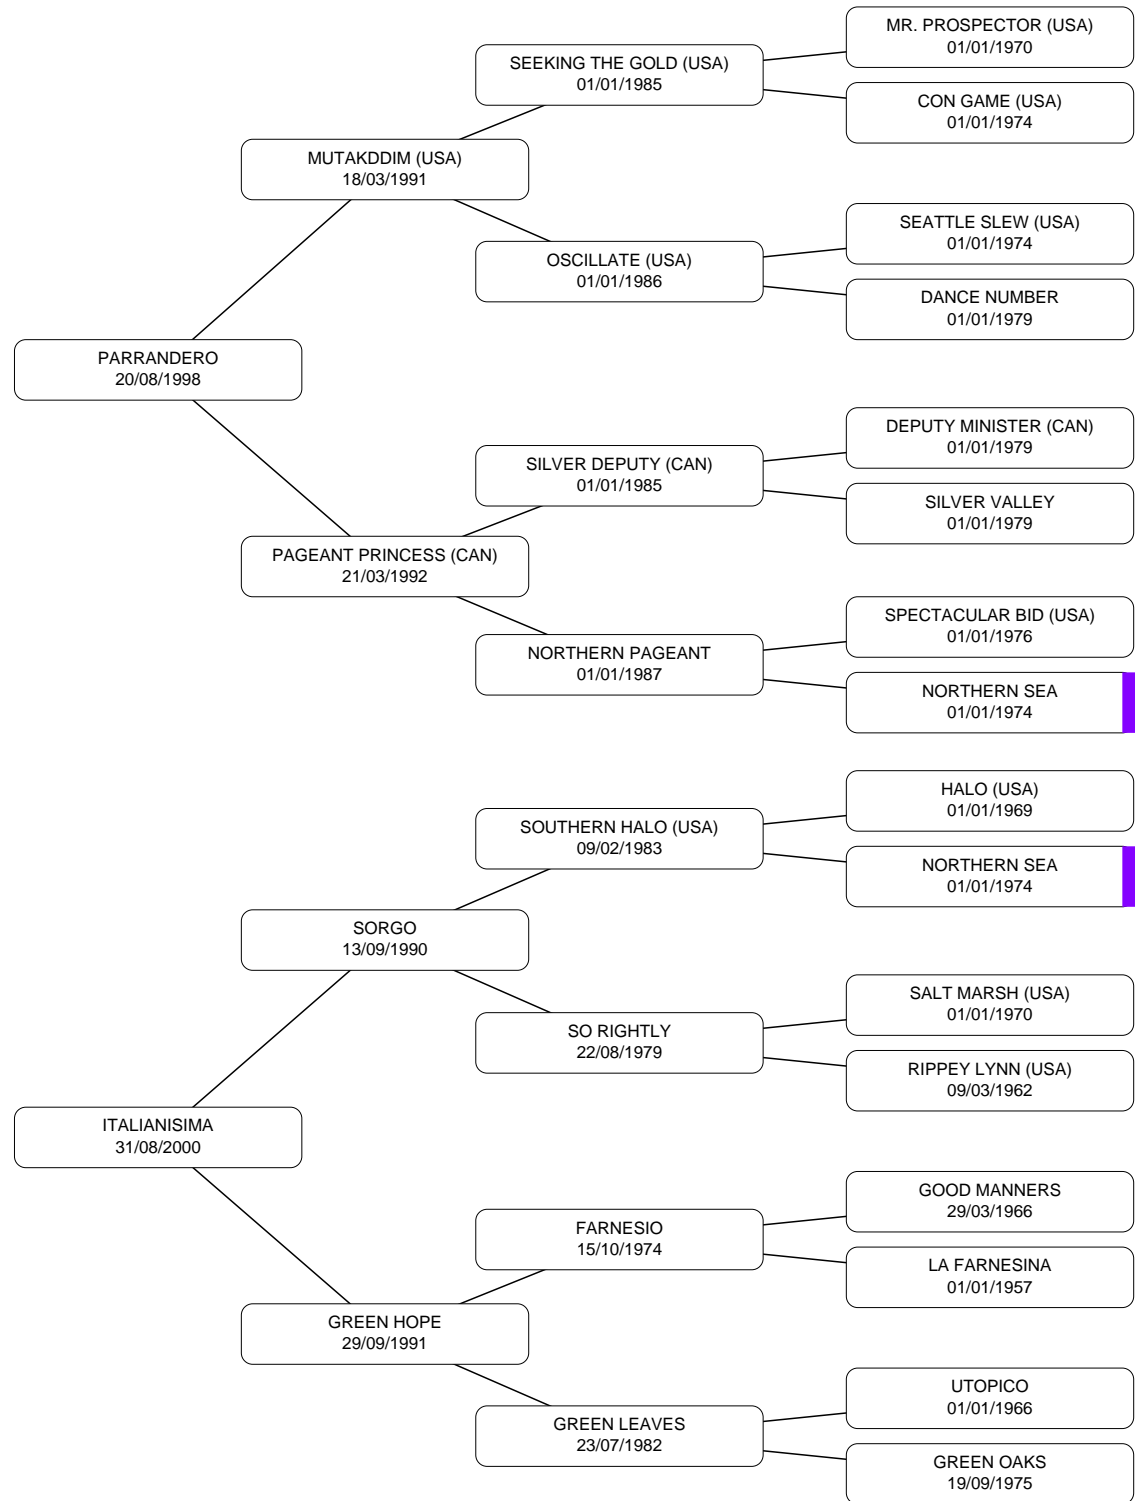 MR. PROSPECTOR (USA)
01/01/1970
SEEKING THE GOLD (USA)
01/01/1985
CON GAME (USA)
01/01/1974
MUTAKDDIM (USA)
18/03/1991
SEATTLE SLEW (USA)
01/01/1974
OSCILLATE (USA)
01/01/1986
DANCE NUMBER
01/01/1979
PARRANDERO
20/08/1998
DEPUTY MINISTER (CAN)
01/01/1979
SILVER DEPUTY (CAN)
01/01/1985
SILVER VALLEY
01/01/1979
PAGEANT PRINCESS (CAN)
21/03/1992
SPECTACULAR BID (USA)
01/01/1976
NORTHERN PAGEANT
01/01/1987
NORTHERN SEA
01/01/1974
HALO (USA)
01/01/1969
SOUTHERN HALO (USA)
09/02/1983
NORTHERN SEA
01/01/1974
SORGO
13/09/1990
SALT MARSH (USA)
01/01/1970
SO RIGHTLY
22/08/1979
RIPPEY LYNN (USA)
09/03/1962
ITALIANISIMA
31/08/2000
GOOD MANNERS
29/03/1966
FARNESIO
15/10/1974
LA FARNESINA
01/01/1957
GREEN HOPE
29/09/1991
UTOPICO
01/01/1966
GREEN LEAVES
23/07/1982
GREEN OAKS
19/09/1975